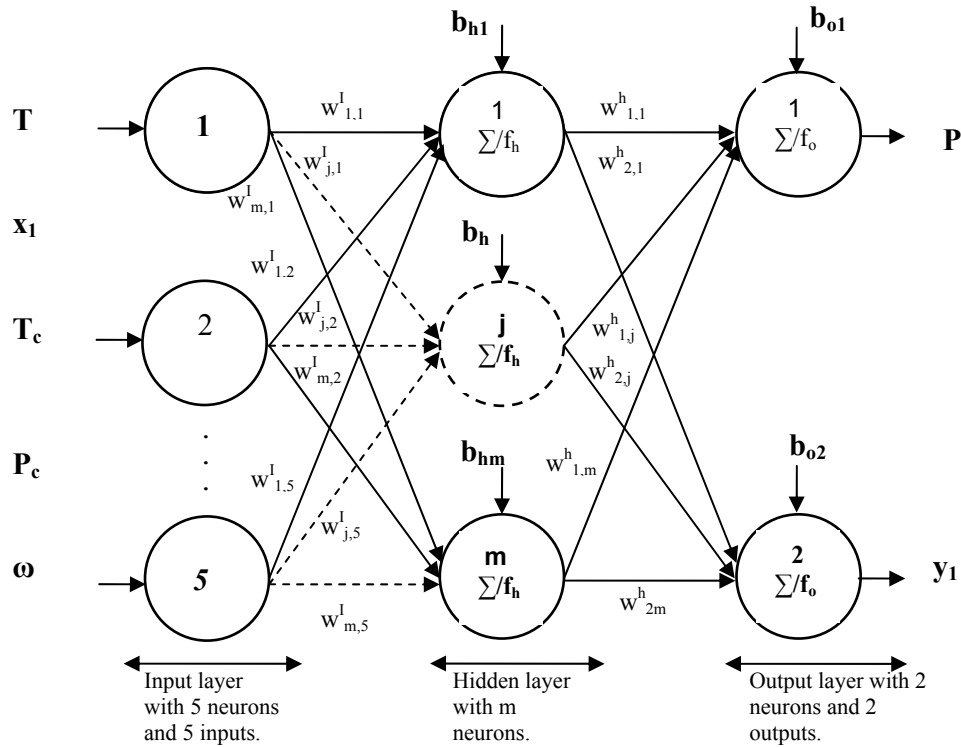 b_h1
b_o1
T
1
w^I_1,1
1
∑/f_h
w^h_1,1
1
∑/f_o
P
w^I_j,1
w^h_2,1
w^I_m,1
x_1
b_h
w^I_1,2
T_c
2
w^I_j,2
j
∑/f_h
w^h_1,j
w^h_2,j
w^I_m,2
. . . .
P_c
b_hm
b_o2
w^I_1,5
w^h_1,m
w^I_j,5
ω
5
m
∑/f_h
2
∑/f_o
y_1
w^h_2m
w^I_m,5
Input layer
with 5 neurons
and 5 inputs.
Hidden layer
with m
neurons.
Output layer with 2
neurons and 2
outputs.